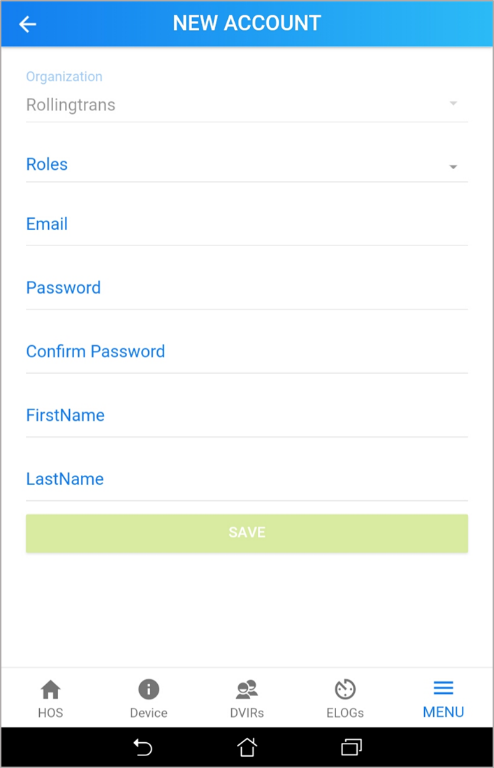 NEW ACCOUNT
Organization
Rollingtrans
Roles
Email
Password
Confirm Password
FirstName
LastName
SAVE
HOS
Device
DVIRs
ELOGs
MENU